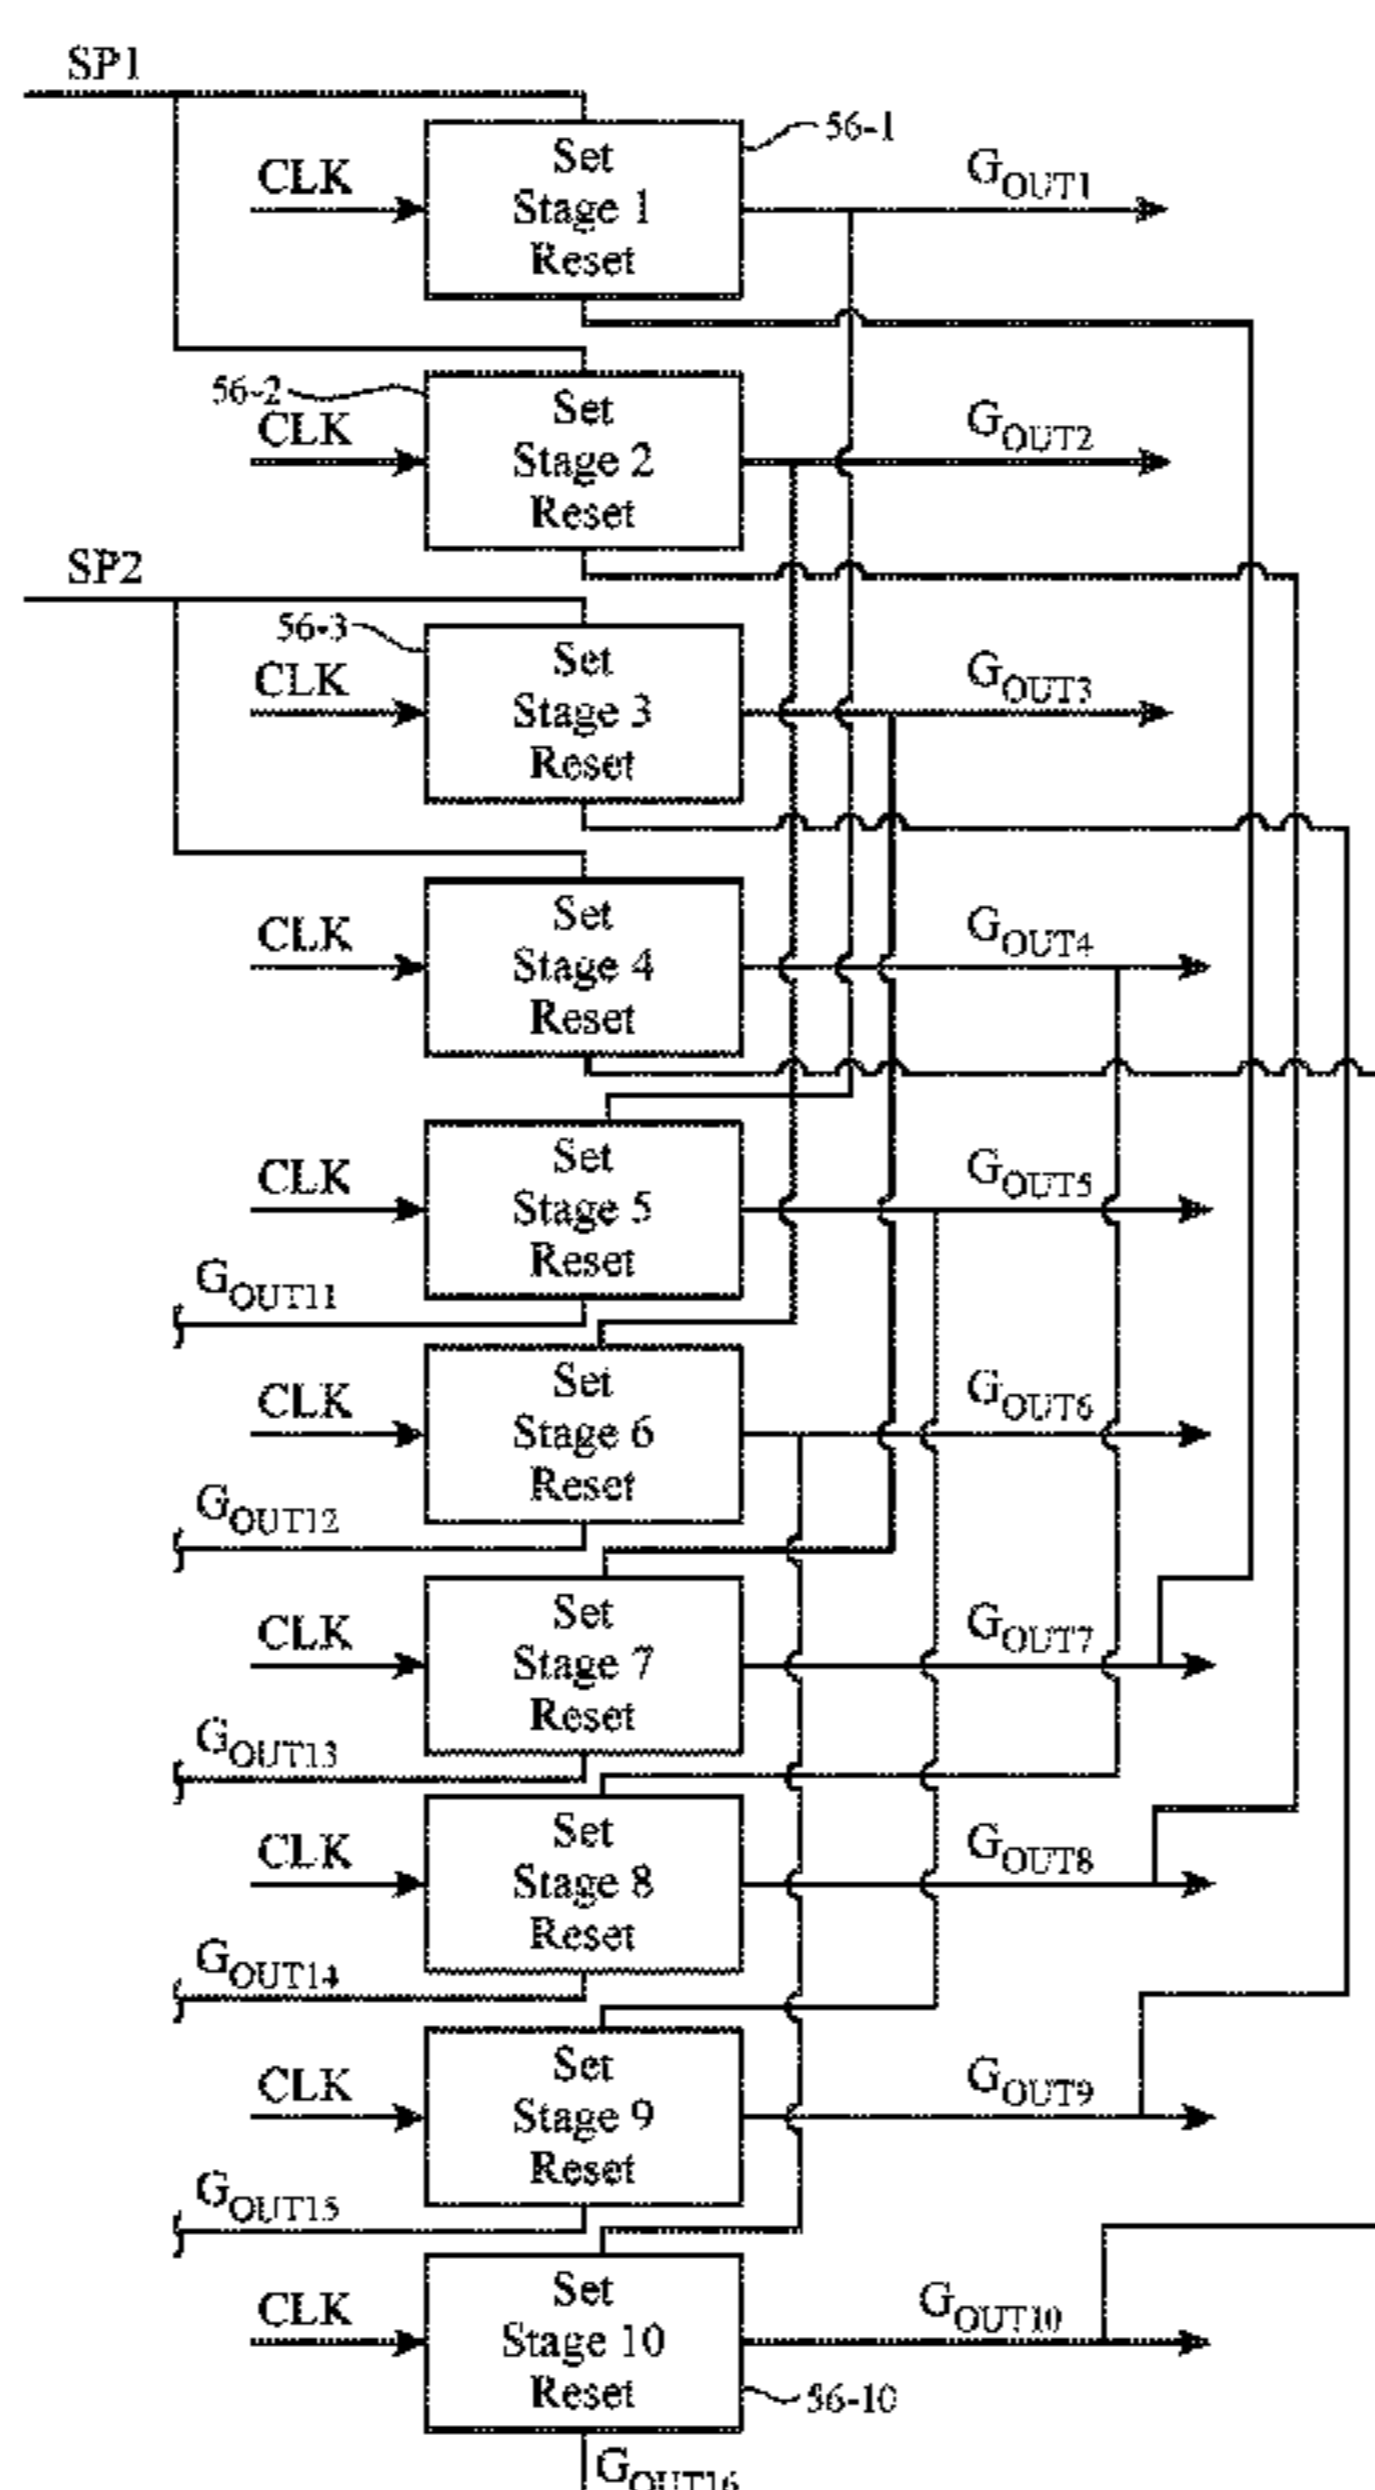 SP1
56-1
Set
Stage 1
Reset
CLK
GOUT1
56-2
Set
Stage 2
Reset
CLK
GOUT2
SP2
56-3
Set
Stage 3
Reset
CLK
GOUT3
Set
Stage 4
Reset
CLK
GOUT4
Set
Stage 5
Reset
CLK
GOUT5
GOUT11
Set
Stage 6
Reset
CLK
GOUT6
GOUT12
Set
Stage 7
Reset
CLK
GOUT7
GOUT13
Set
Stage 8
Reset
CLK
GOUT8
GOUT14
Set
Stage 9
Reset
CLK
GOUT9
GOUT15
Set
Stage 10
Reset
CLK
GOUT10
56-10
GOUT16